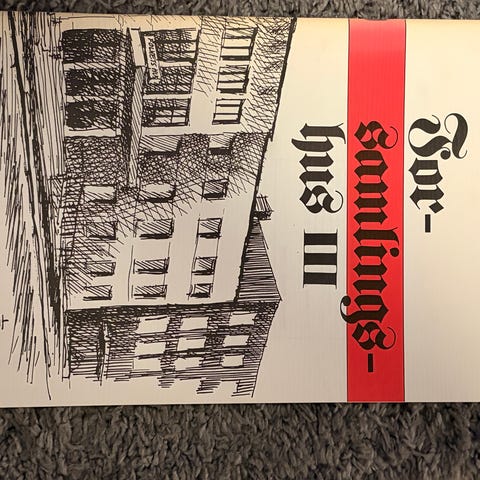 For-
samlings-
hus III